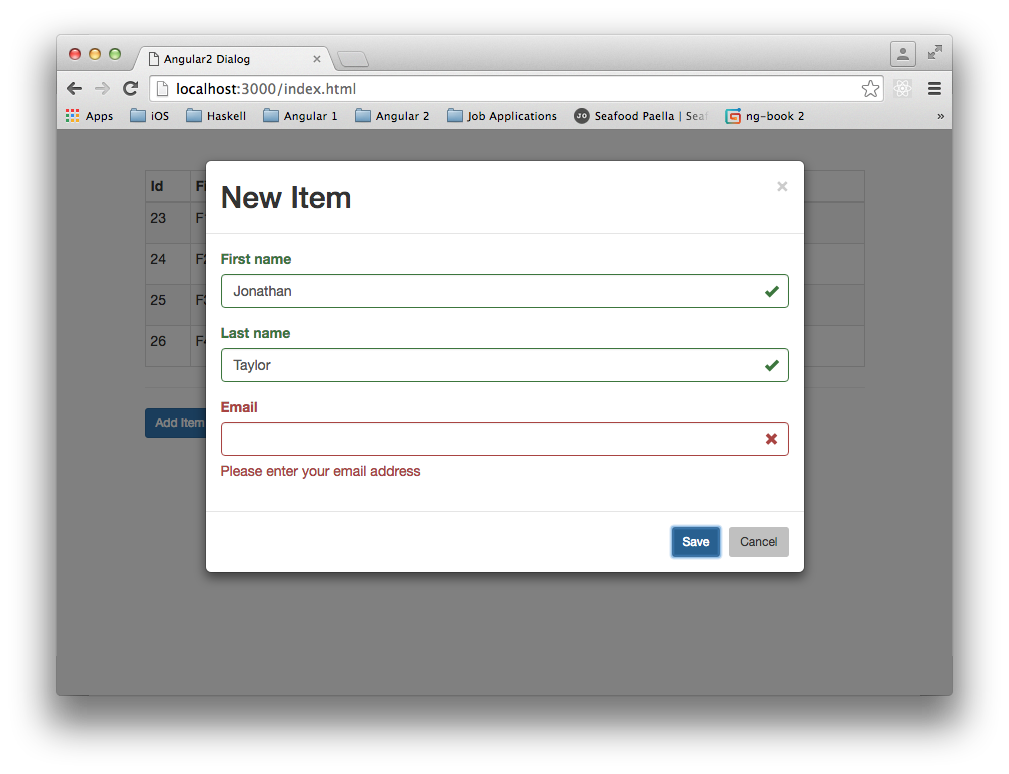 Angular2 Dialog
localhost:3000/index.html
Apps iOS Haskell Angular 1 Angular 2 Job Applications JO Seafood Paella | Sea ng-book 2 »
New Item ×
Id
23
24
25
26
First name
Jonathan
Last name
Taylor
Email
Please enter your email address
Add Item
Save Cancel